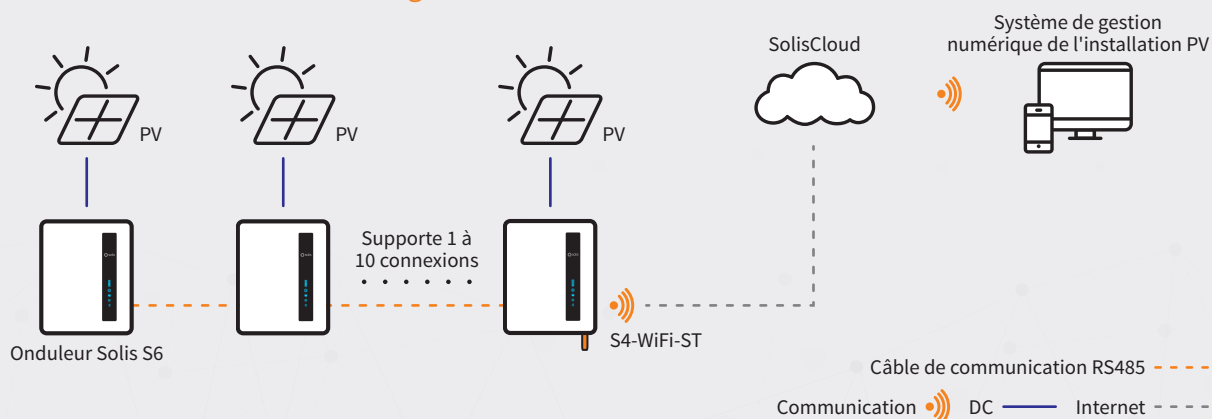 Système de gestion
numérique de l'installation PV
SolisCloud
PV
PV
PV
Supporte 1 à
10 connexions
S4-WiFi-ST
Onduleur Solis S6
Câble de communication RS485
Communication
DC
Internet